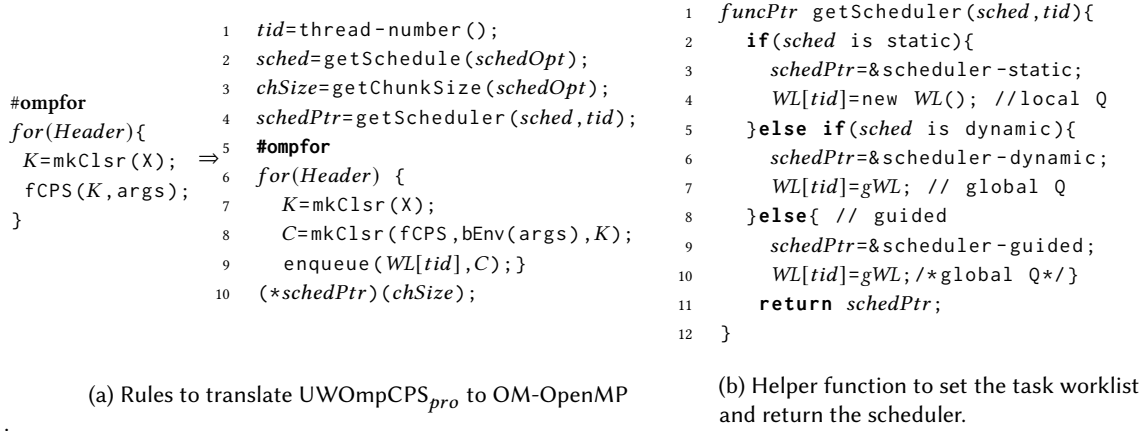 #ompfor
for(Header){
K=mkClsr(X);
fCPS(K,args);
}
⇒
1 tid=thread-number();
2 sched=getSchedule(schedOpt);
3 chSize=getChunkSize(schedOpt);
4 schedPtr=getScheduler(sched,tid);
5 #ompfor
6 for(Header) {
7 K=mkClsr(X);
8 C=mkClsr(fCPS,bEnv(args),K);
9 enqueue(WL[tid],C);}
10 (*schedPtr)(chSize);
(a) Rules to translate UWOmpCPSpro to OM-OpenMP
.
1 funcPtr getScheduler(sched,tid){
2 if(sched is static){
3 schedPtr=&scheduler-static;
4 WL[tid]=new WL(); //local Q
5 }else if(sched is dynamic){
6 schedPtr=&scheduler-dynamic;
7 WL[tid]=gWL; // global Q
8 }else{ // guided
9 schedPtr=&scheduler-guided;
10 WL[tid]=gWL;/*global Q*/}
11 return schedPtr;
12 }
(b) Helper function to set the task worklist
and return the scheduler.